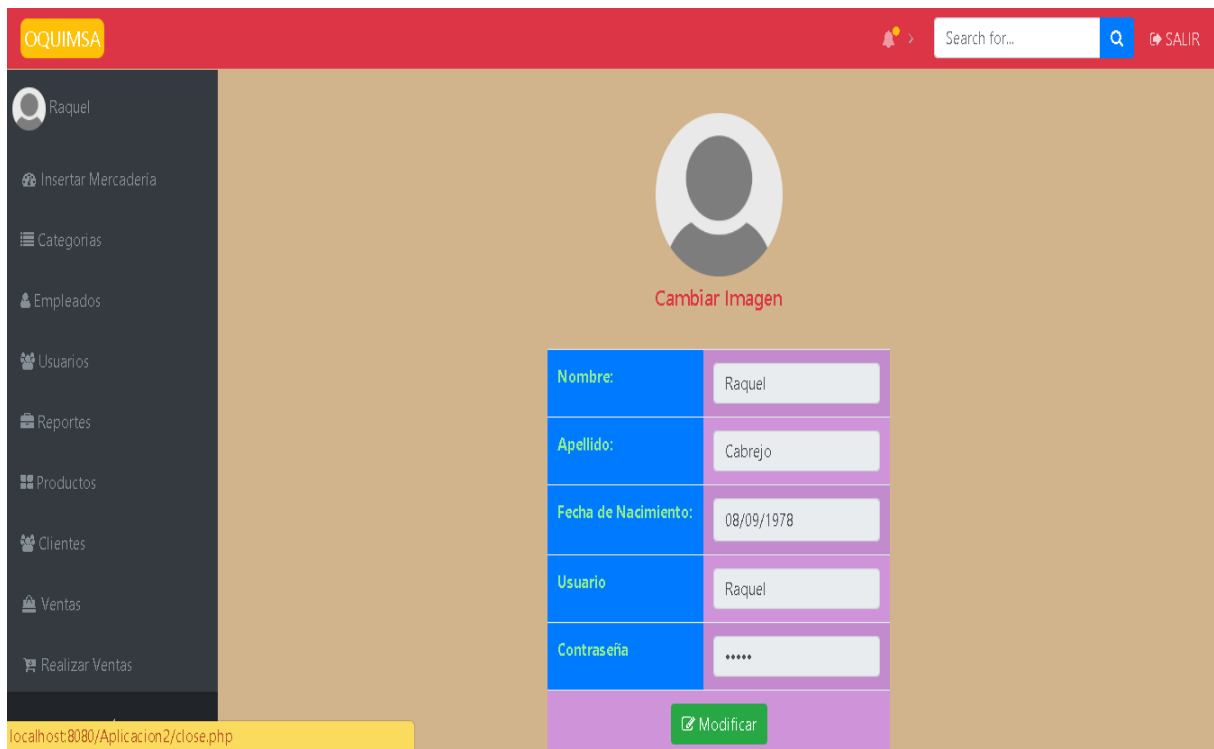 OQUIMSA
Search for...
SALIR
Raquel
Insertar Mercadería
Categorias
Empleados
Usuarios
Reportes
Productos
Clientes
Ventas
Realizar Ventas
Cambiar Imagen
Nombre: Raquel
Apellido: Cabrejo
Fecha de Nacimiento: 08/09/1978
Usuario Raquel
Contraseña •••••
Modificar
localhost:8080/Aplicacion2/close.php